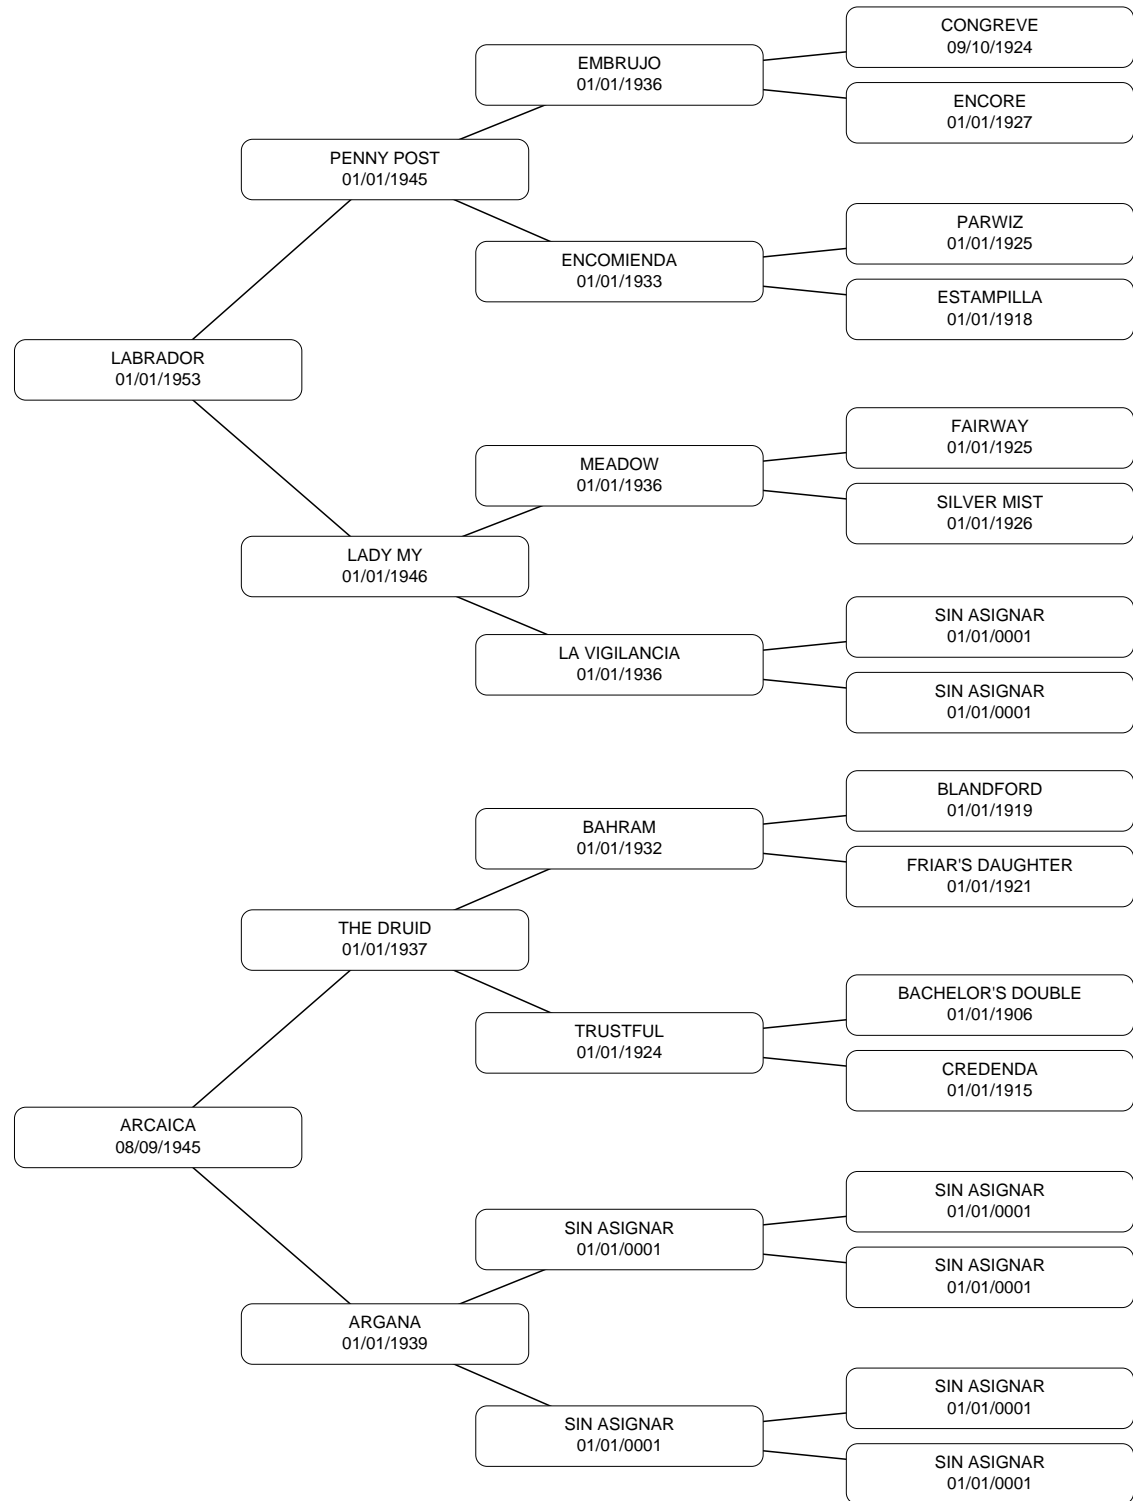 CONGREVE
09/10/1924
EMBRUJO
01/01/1936
ENCORE
01/01/1927
PENNY POST
01/01/1945
PARWIZ
01/01/1925
ENCOMIENDA
01/01/1933
ESTAMPILLA
01/01/1918
LABRADOR
01/01/1953
FAIRWAY
01/01/1925
MEADOW
01/01/1936
SILVER MIST
01/01/1926
LADY MY
01/01/1946
SIN ASIGNAR
01/01/0001
LA VIGILANCIA
01/01/1936
SIN ASIGNAR
01/01/0001
BLANDFORD
01/01/1919
BAHRAM
01/01/1932
FRIAR'S DAUGHTER
01/01/1921
THE DRUID
01/01/1937
BACHELOR'S DOUBLE
01/01/1906
TRUSTFUL
01/01/1924
CREDENDA
01/01/1915
ARCAICA
08/09/1945
SIN ASIGNAR
01/01/0001
SIN ASIGNAR
01/01/0001
SIN ASIGNAR
01/01/0001
ARGANA
01/01/1939
SIN ASIGNAR
01/01/0001
SIN ASIGNAR
01/01/0001
SIN ASIGNAR
01/01/0001